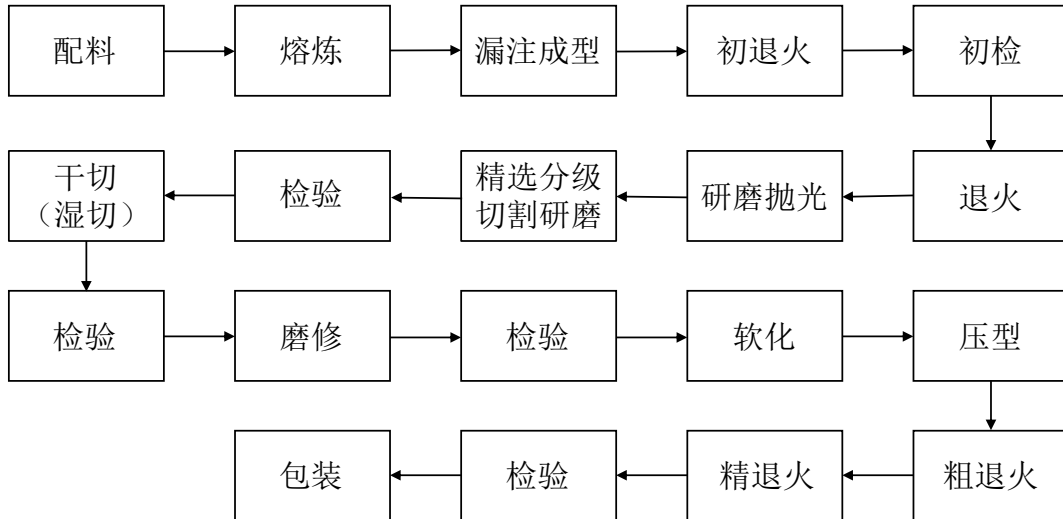 配料
熔炼
漏注成型
初退火
初检
退火
研磨抛光
精选分级
切割研磨
检验
干切
（湿切）
检验
磨修
检验
软化
压型
粗退火
精退火
检验
包装